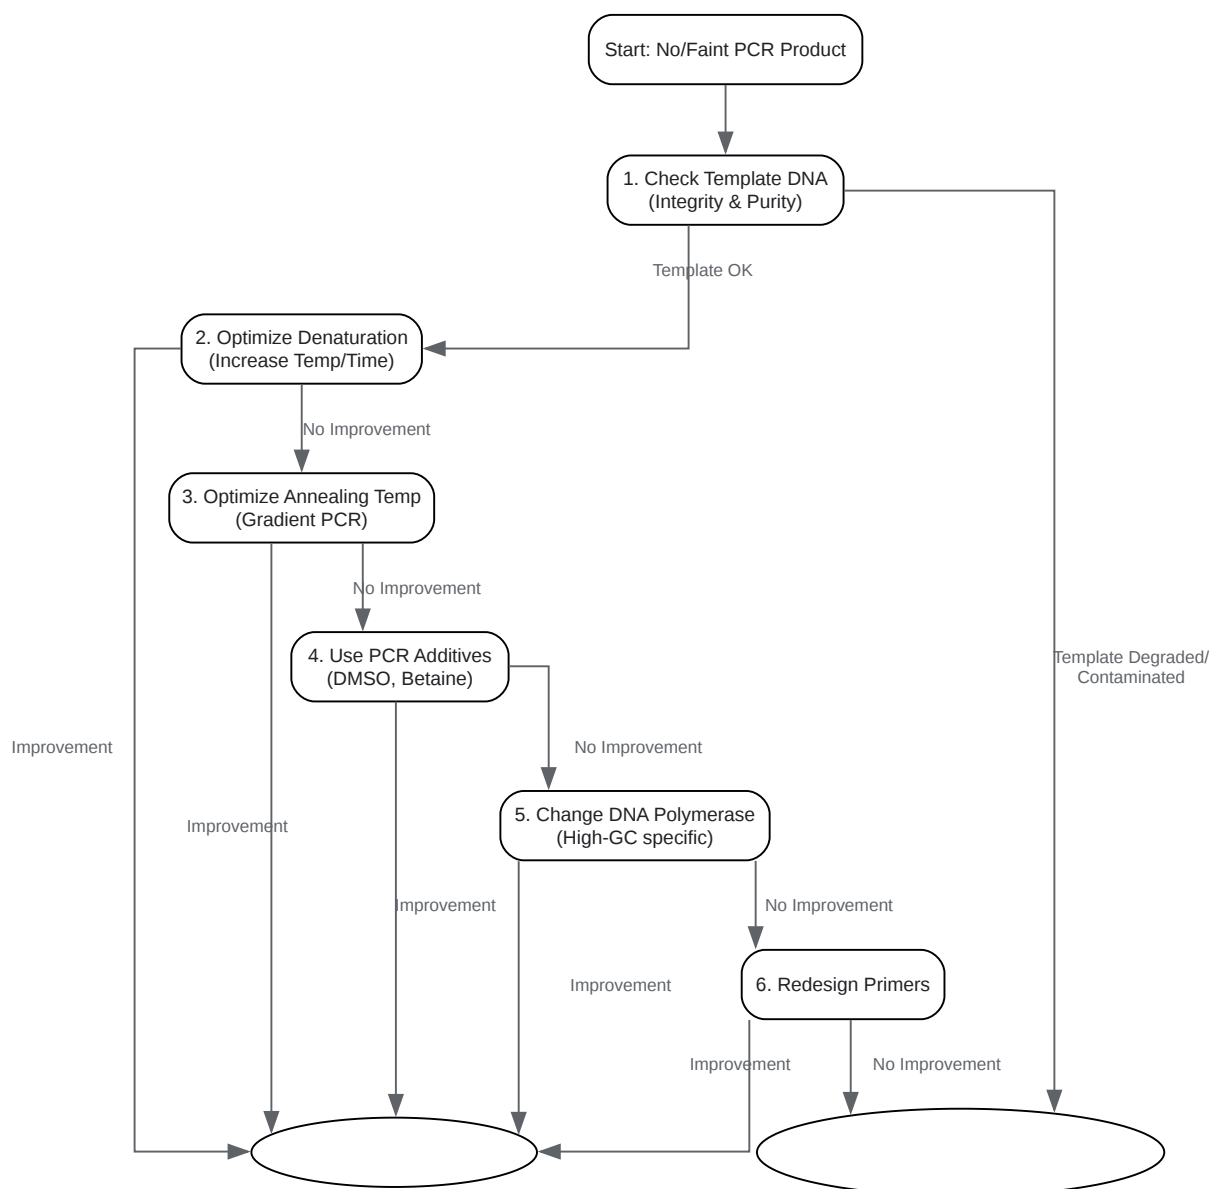 Start: No/Faint PCR Product
1. Check Template DNA
(Integrity & Purity)
Template OK
2. Optimize Denaturation
(Increase Temp/Time)
No Improvement
3. Optimize Annealing Temp
(Gradient PCR)
No Improvement
4. Use PCR Additives
(DMSO, Betaine)
Template Degraded/
Contaminated
Improvement
No Improvement
5. Change DNA Polymerase
(High-GC specific)
Improvement
Improvement
No Improvement
6. Redesign Primers
Improvement
Improvement
No Improvement